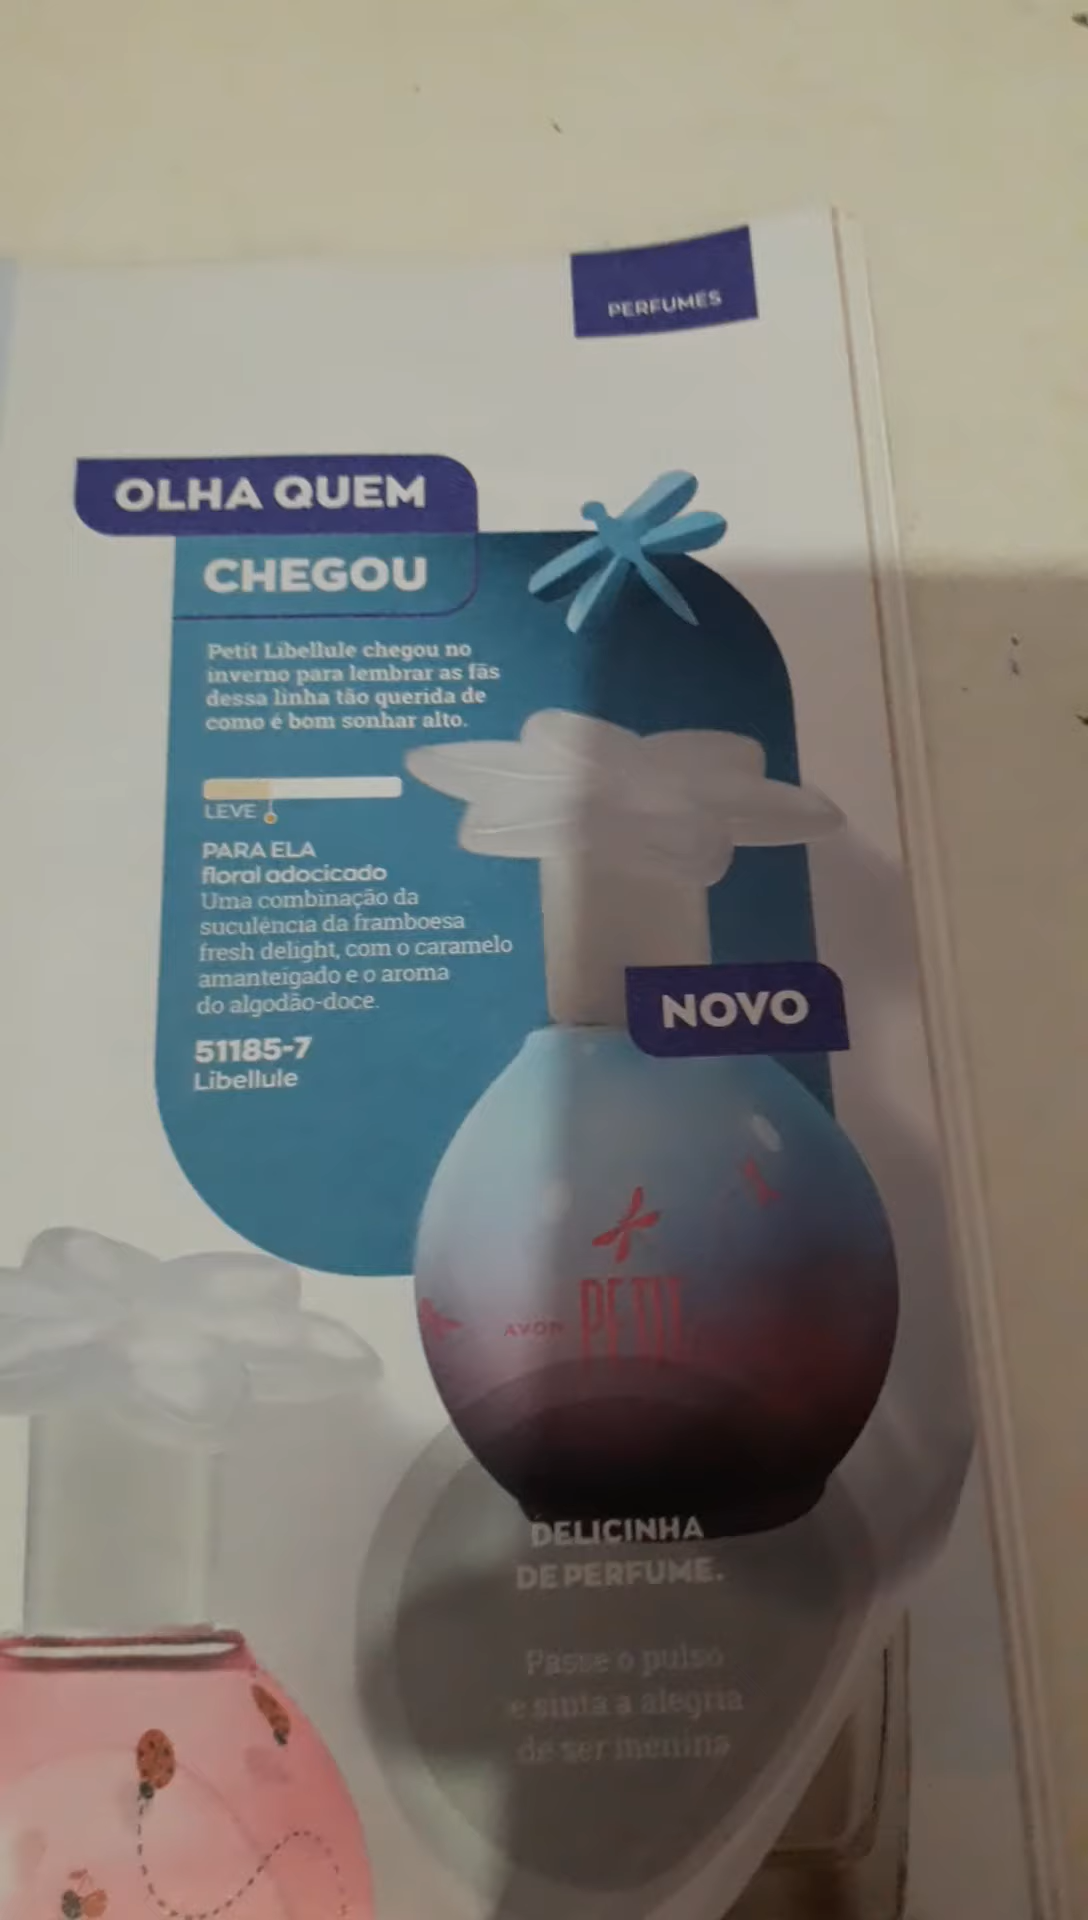 PERFUMES
OLHA QUEM
CHEGOU
Petit Libellule chegou no
inverno para lembrar as fãs
dessa linha tão querida de
como é bom sonhar alto.
LEVE
PARA ELA
floral adocicado
Uma combinação da
suculência da framboesa
fresh delight, com o caramelo
amanteigado e o aroma
do algodão-doce.
51185-7
Libellule
NOVO
AVON PETIT
DELICINHA
DE PERFUME.
Passe o pulso
e sinta a alegria
de ser menina